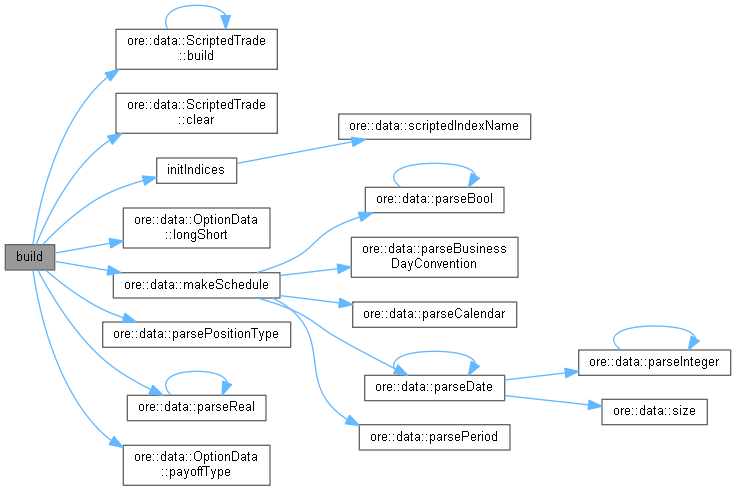 build
ore::data::ScriptedTrade
::build
ore::data::ScriptedTrade
::clear
initIndices
ore::data::scriptedIndexName
ore::data::OptionData
::longShort
ore::data::makeSchedule
ore::data::parseBool
ore::data::parseBusiness
DayConvention
ore::data::parseCalendar
ore::data::parseDate
ore::data::parseInteger
ore::data::size
ore::data::parsePeriod
ore::data::parsePositionType
ore::data::parseReal
ore::data::OptionData
::payoffType